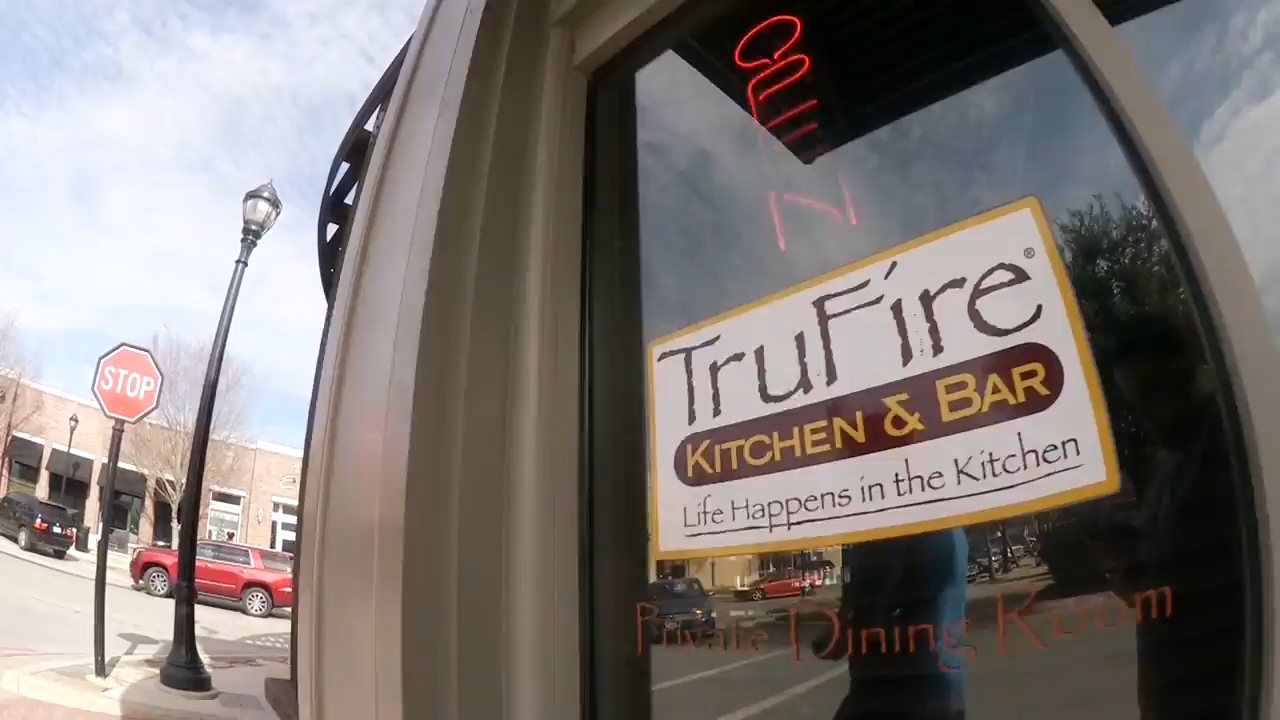 STOP
TruFire®
KITCHEN & BAR
Life Happens in the Kitchen
Private Dining Room